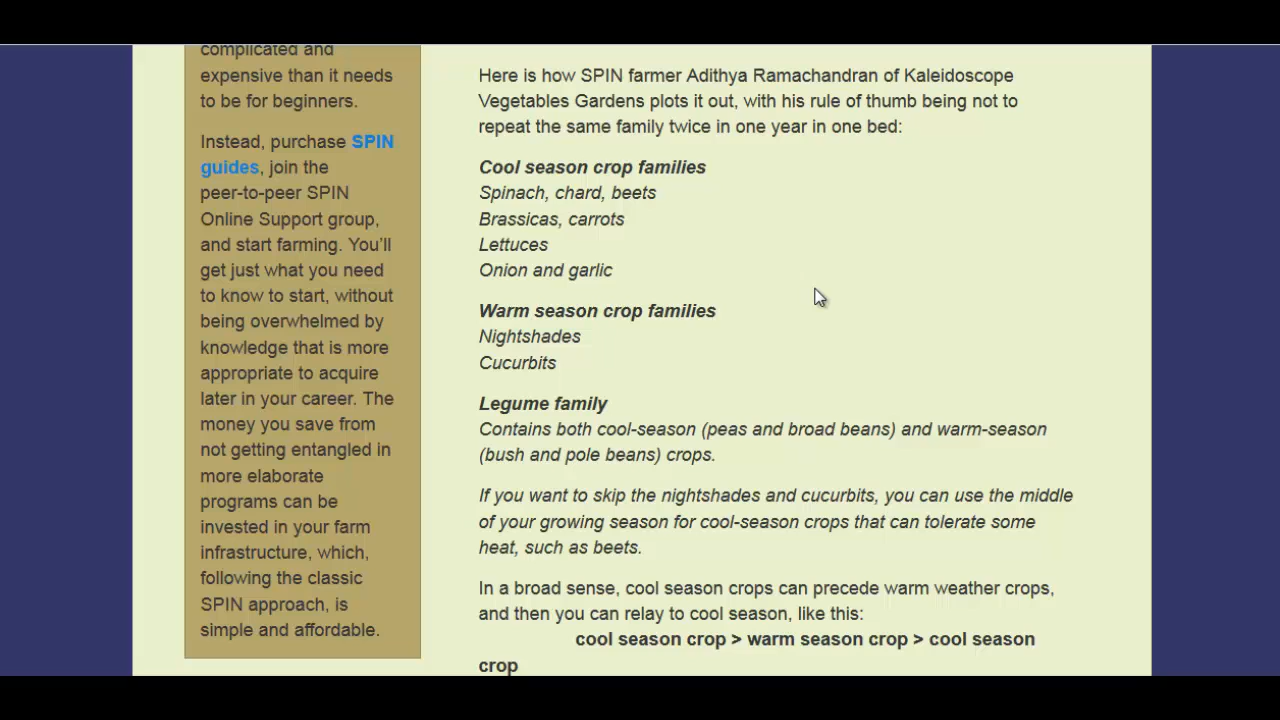 complicated and
expensive than it needs
to be for beginners.
Instead, purchase SPIN
guides, join the
peer-to-peer SPIN
Online Support group,
and start farming. You'll
get just what you need
to know to start, without
being overwhelmed by
knowledge that is more
appropriate to acquire
later in your career. The
money you save from
not getting entangled in
more elaborate
programs can be
invested in your farm
infrastructure, which,
following the classic
SPIN approach, is
simple and affordable.
Here is how SPIN farmer Adithya Ramachandran of Kaleidoscope
Vegetables Gardens plots it out, with his rule of thumb being not to
repeat the same family twice in one year in one bed:
Cool season crop families
Spinach, chard, beets
Brassicas, carrots
Lettuces
Onion and garlic
Warm season crop families
Nightshades
Cucurbits
Legume family
Contains both cool-season (peas and broad beans) and warm-season
(bush and pole beans) crops.
If you want to skip the nightshades and cucurbits, you can use the middle
of your growing season for cool-season crops that can tolerate some
heat, such as beets.
In a broad sense, cool season crops can precede warm weather crops,
and then you can relay to cool season, like this:
cool season crop > warm season crop > cool season
crop